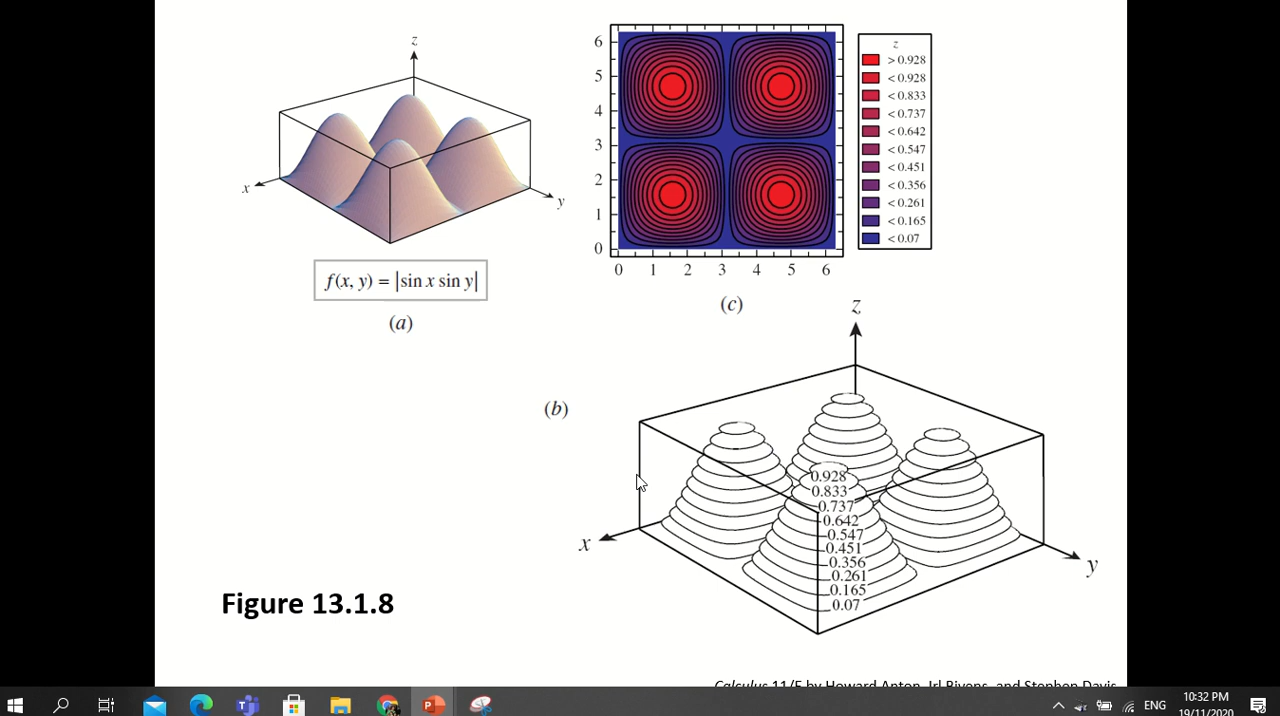 z
x
y
f(x, y) = |sin x sin y|
(a)
6
5
4
3
2
1
0
0 1 2 3 4 5 6
(c)
z
> 0.928
< 0.928
< 0.833
< 0.737
< 0.642
< 0.547
< 0.451
< 0.356
< 0.261
< 0.165
< 0.07
(b)
z
0.928
0.833
0.737
0.642
0.547
0.451
0.356
0.261
0.165
0.07
x
y
Figure 13.1.8
Calculus 11/E by Howard Anton, Irl Bivens, and Stephen Davis
ENG
10:32 PM
19/11/2020